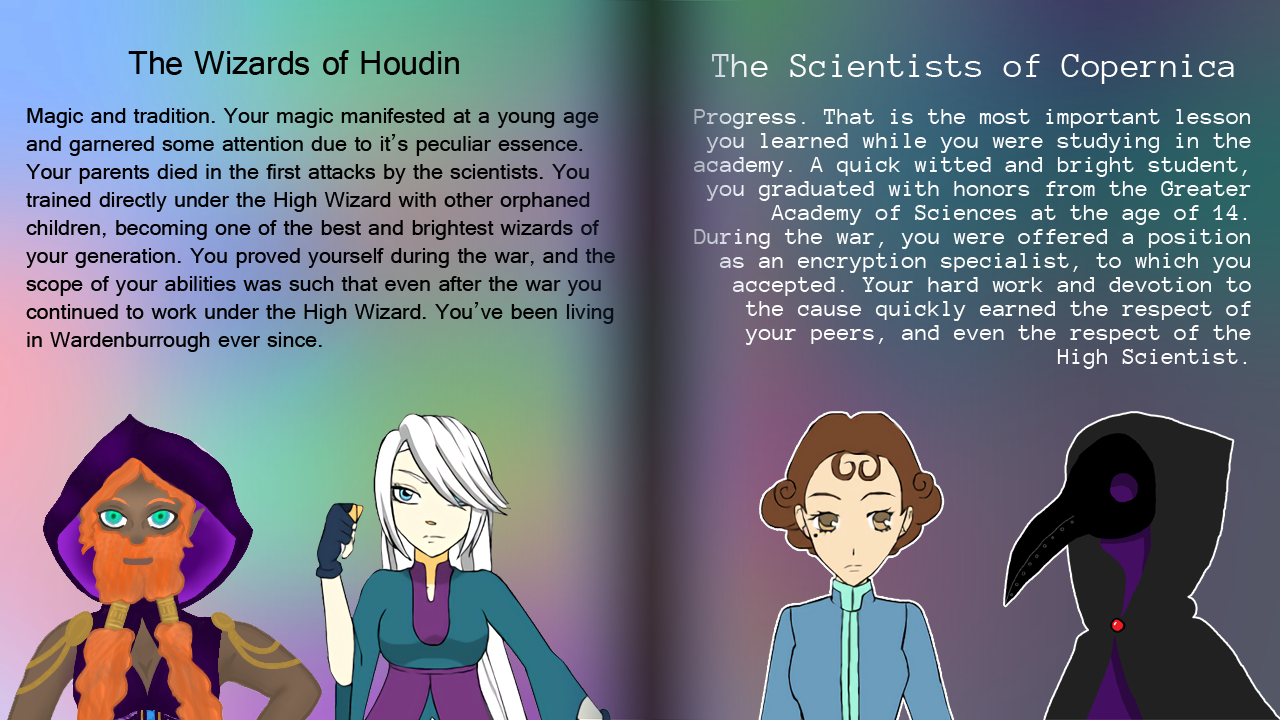 The Wizards of Houdin
Magic and tradition. Your magic manifested at a young age
and garnered some attention due to it's peculiar essence.
Your parents died in the first attacks by the scientists. You
trained directly under the High Wizard with other orphaned
children, becoming one of the best and brightest wizards of
your generation. You proved yourself during the war, and the
scope of your abilities was such that even after the war you
continued to work under the High Wizard. You've been living
in Wardenburrough ever since.
The Scientists of Copernica
Progress. That is the most important lesson
you learned while you were studying in the
academy. A quick witted and bright student,
you graduated with honors from the Greater
Academy of Sciences at the age of 14.
During the war, you were offered a position
as an encryption specialist, to which you
accepted. Your hard work and devotion to
the cause quickly earned the respect of
your peers, and even the respect of the
High Scientist.